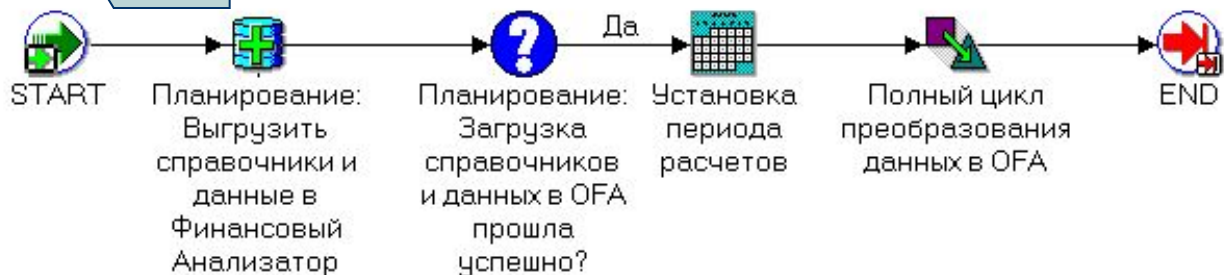 Да
START
Планирование:
Выгрузить
справочники и
данные в
Финансовый
Анализатор
Планирование:
Загрузка
справочников
и данных в OFA
прошла
успешно?
Установка
периода
расчетов
Полный цикл
преобразования
данных в OFA
END